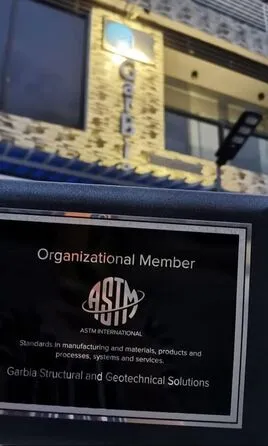 Garbia
Organizational Member
ASTM
ASTM INTERNATIONAL
Standards in manufacturing and materials, products and
processes, systems and services.
Garbia Structural and Geotechnical Solutions